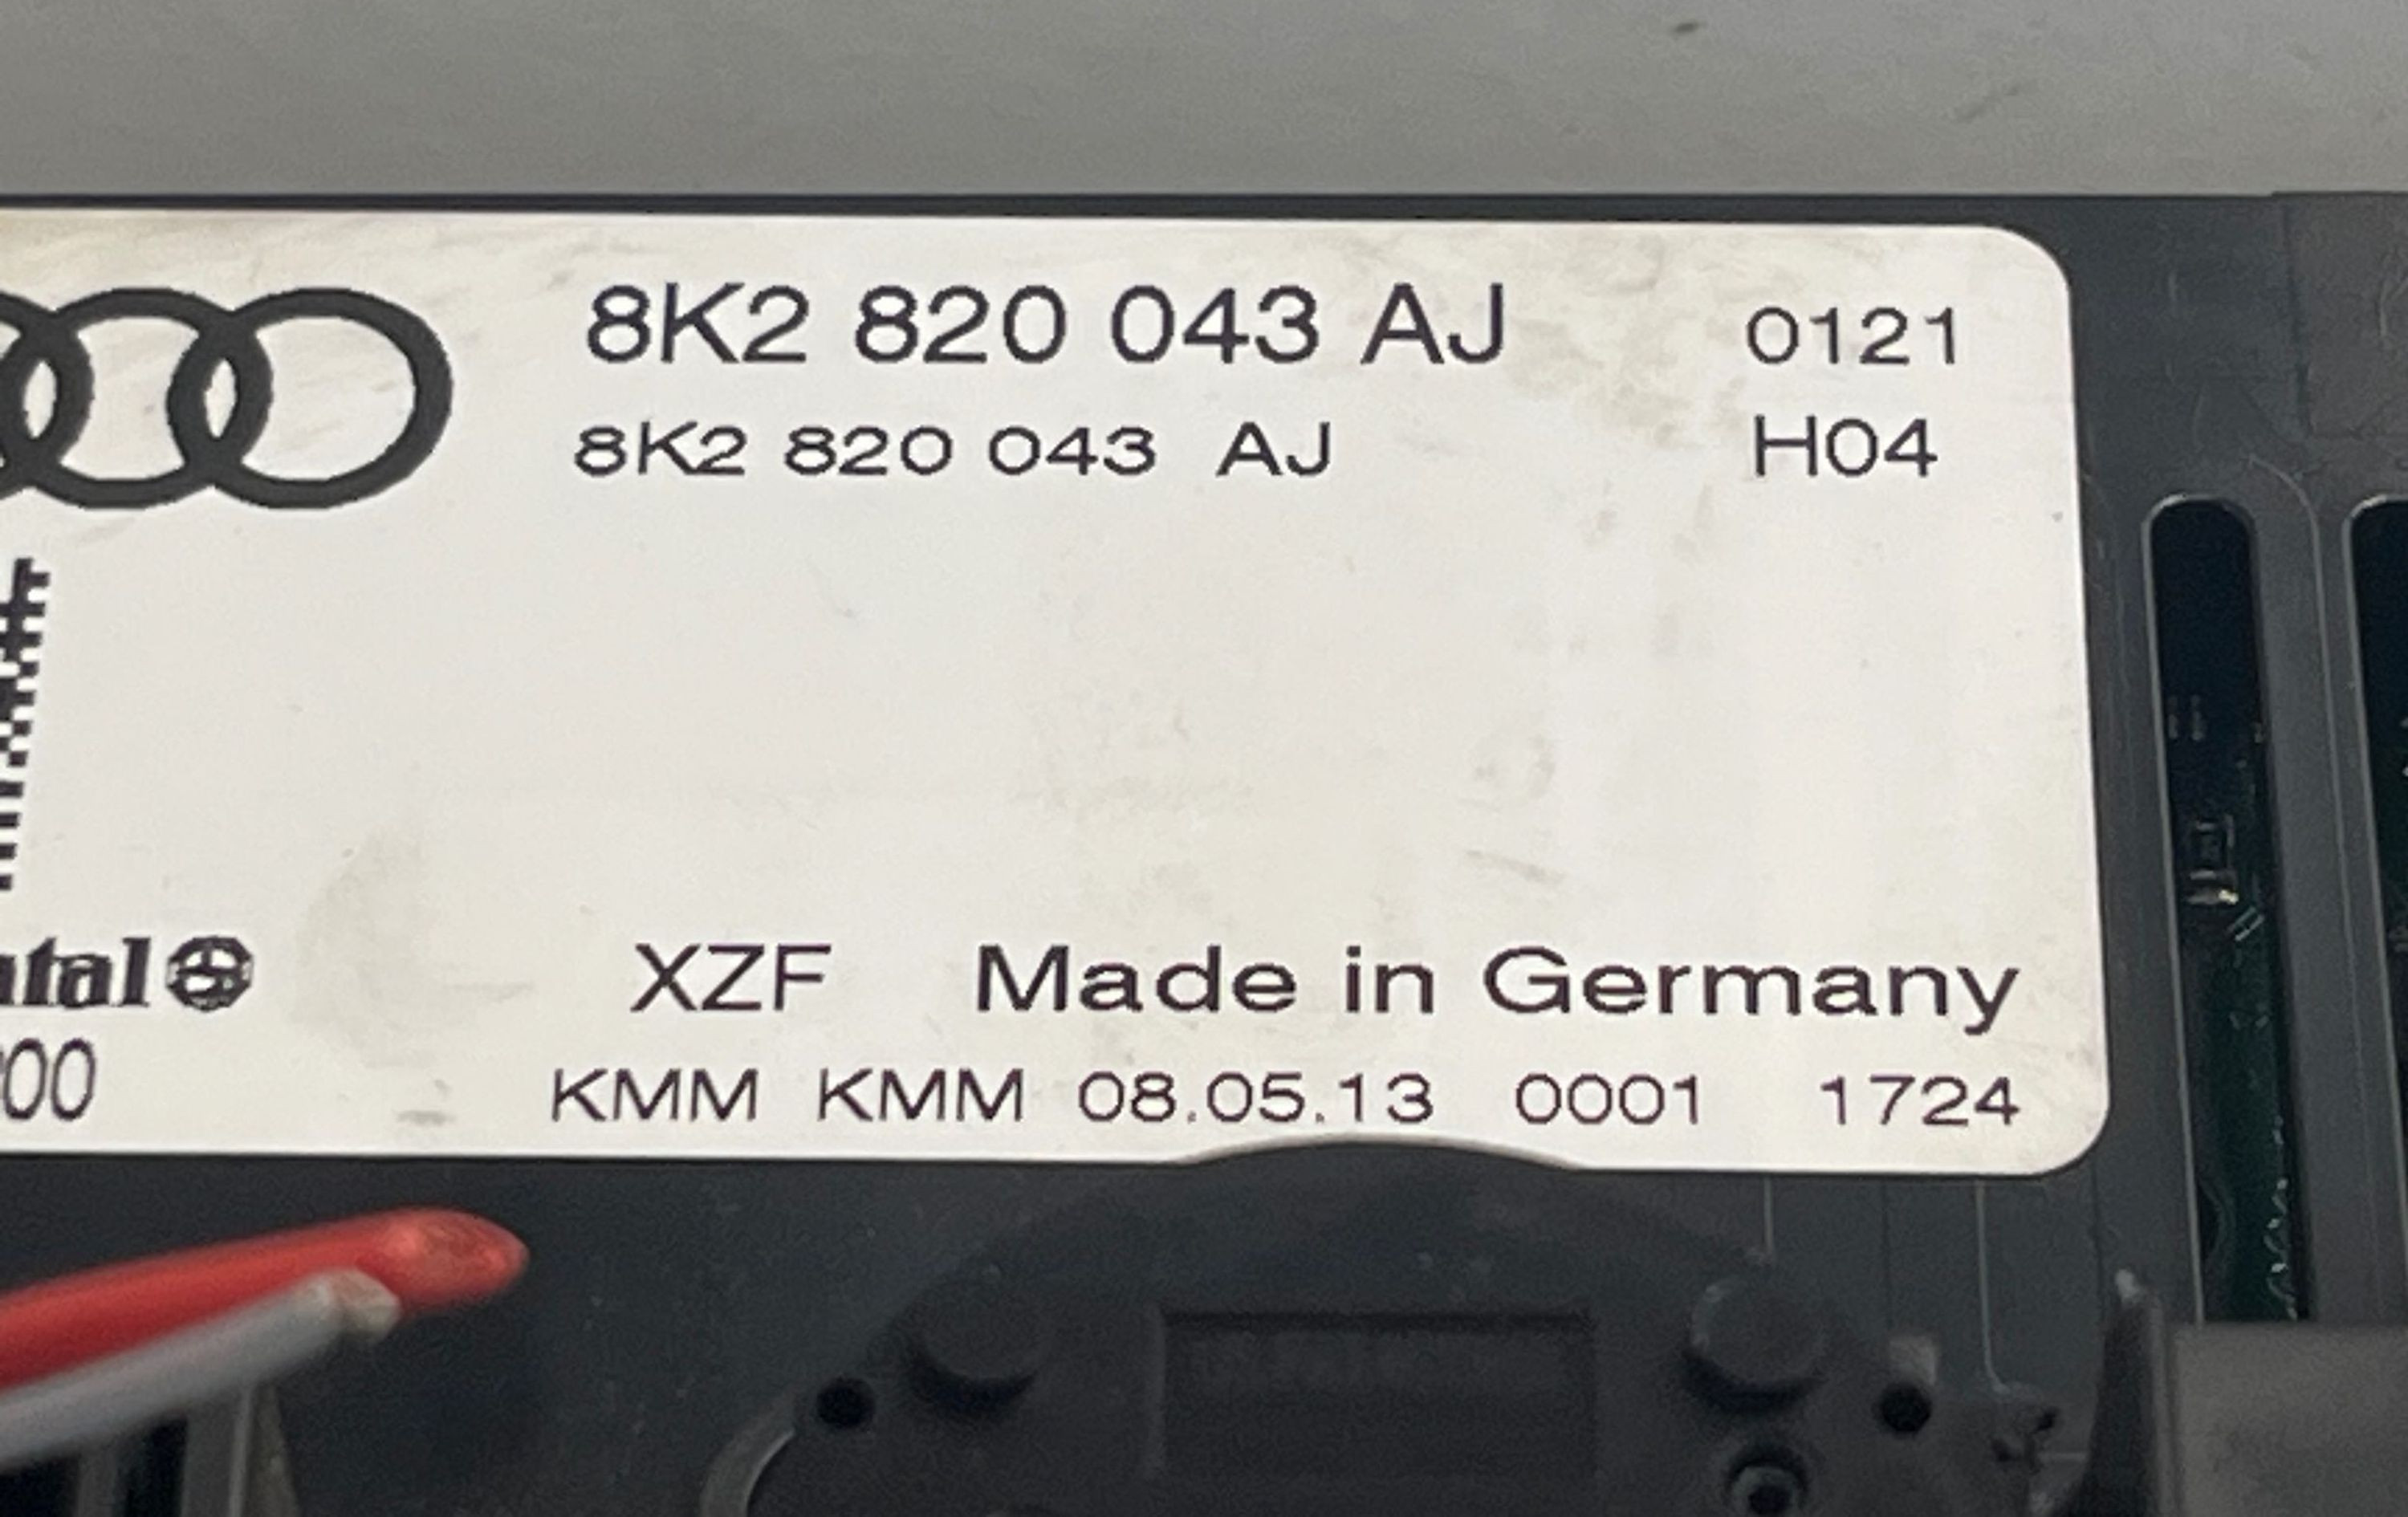 8K2 820 043 AJ 0121
8K2 820 043 AJ H04
XZF Made in Germany
KMM KMM 08.05.13 0001 1724